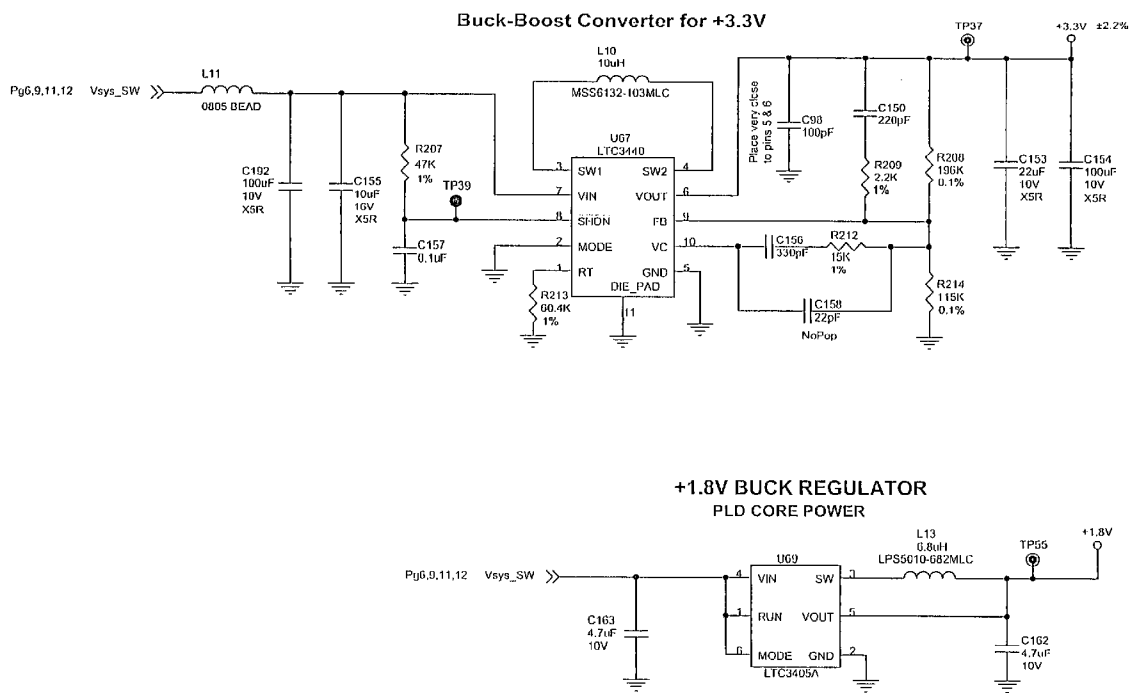 Buck-Boost Converter for +3.3V
TP37
+3.3V ±2.2%
L11
Pg6,9,11,12 Vsys_SW
0805 BEAD
L10
10uH
MSS6132-103MLC
Place very close
to pins 5 & 6
C98
100pF
C150
220pF
R207
47K
1%
U67
LTC3440
C192
100uF
10V
X5R
C155
10uF
16V
X5R
TP39
3 SW1 SW2 4
7 VIN VOUT 6
8 SHDN FB 9
2 MODE VC 10
1 RT GND 5
DIE_PAD
11
R209
2.2K
1%
R208
196K
0.1%
C153
22uF
10V
X5R
C154
100uF
10V
X5R
C157
0.1uF
C156
330pF
R212
15K
1%
R213
60.4K
1%
C158
22pF
NoPop
R214
115K
0.1%
+1.8V BUCK REGULATOR
PLD CORE POWER
L13
6.8uH
LPS5010-682MLC
TP55
+1.8V
U69
Pg6,9,11,12 Vsys_SW
4 VIN SW 3
1 RUN VOUT 5
6 MODE GND 2
LTC3405A
C163
4.7uF
10V
C162
4.7uF
10V